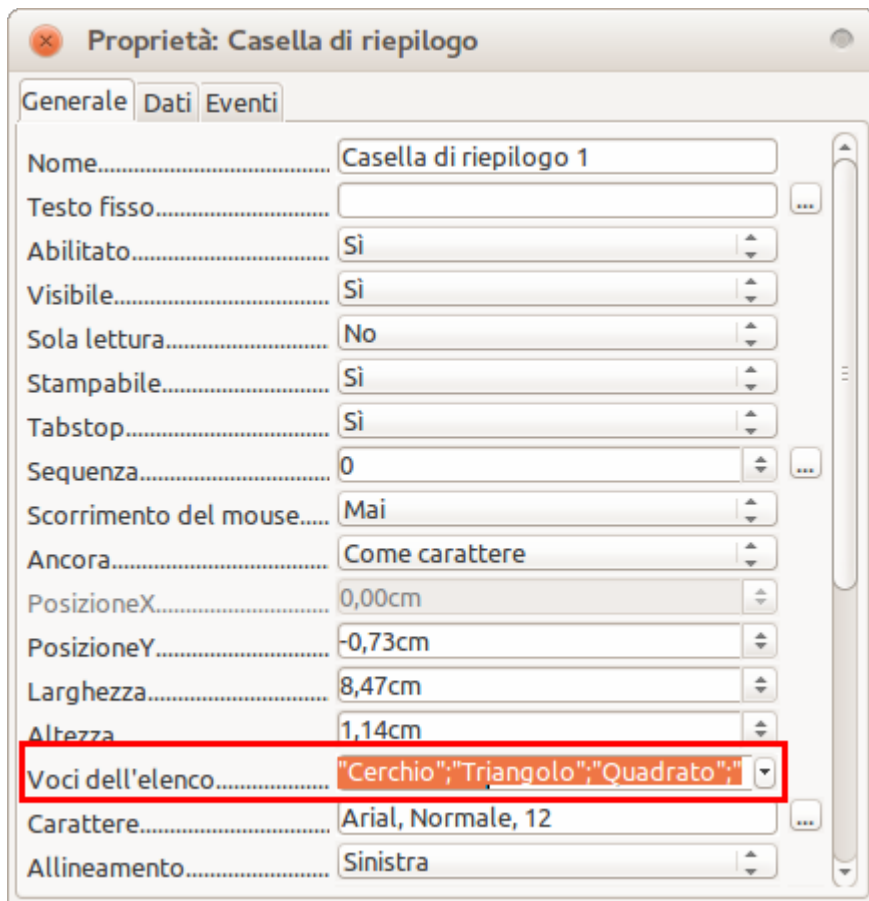 Proprietà: Casella di riepilogo
Generale Dati Eventi
Nome..................................... Casella di riepilogo 1
Testo fisso.............................. ...
Abilitato................................. Sì
Visibile.................................... Sì
Sola lettura............................ No
Stampabile............................. Sì
Tabstop.................................. Sì
Sequenza................................ 0 ...
Scorrimento del mouse..... Mai
Ancora.................................... Come carattere
PosizioneX............................. 0,00cm
PosizioneY............................. -0,73cm
Larghezza............................... 8,47cm
Altezza 1,14cm
Voci dell'elenco.................... "Cerchio";"Triangolo";"Quadrato";"
Carattere................................ Arial, Normale, 12 ...
Allineamento......................... Sinistra